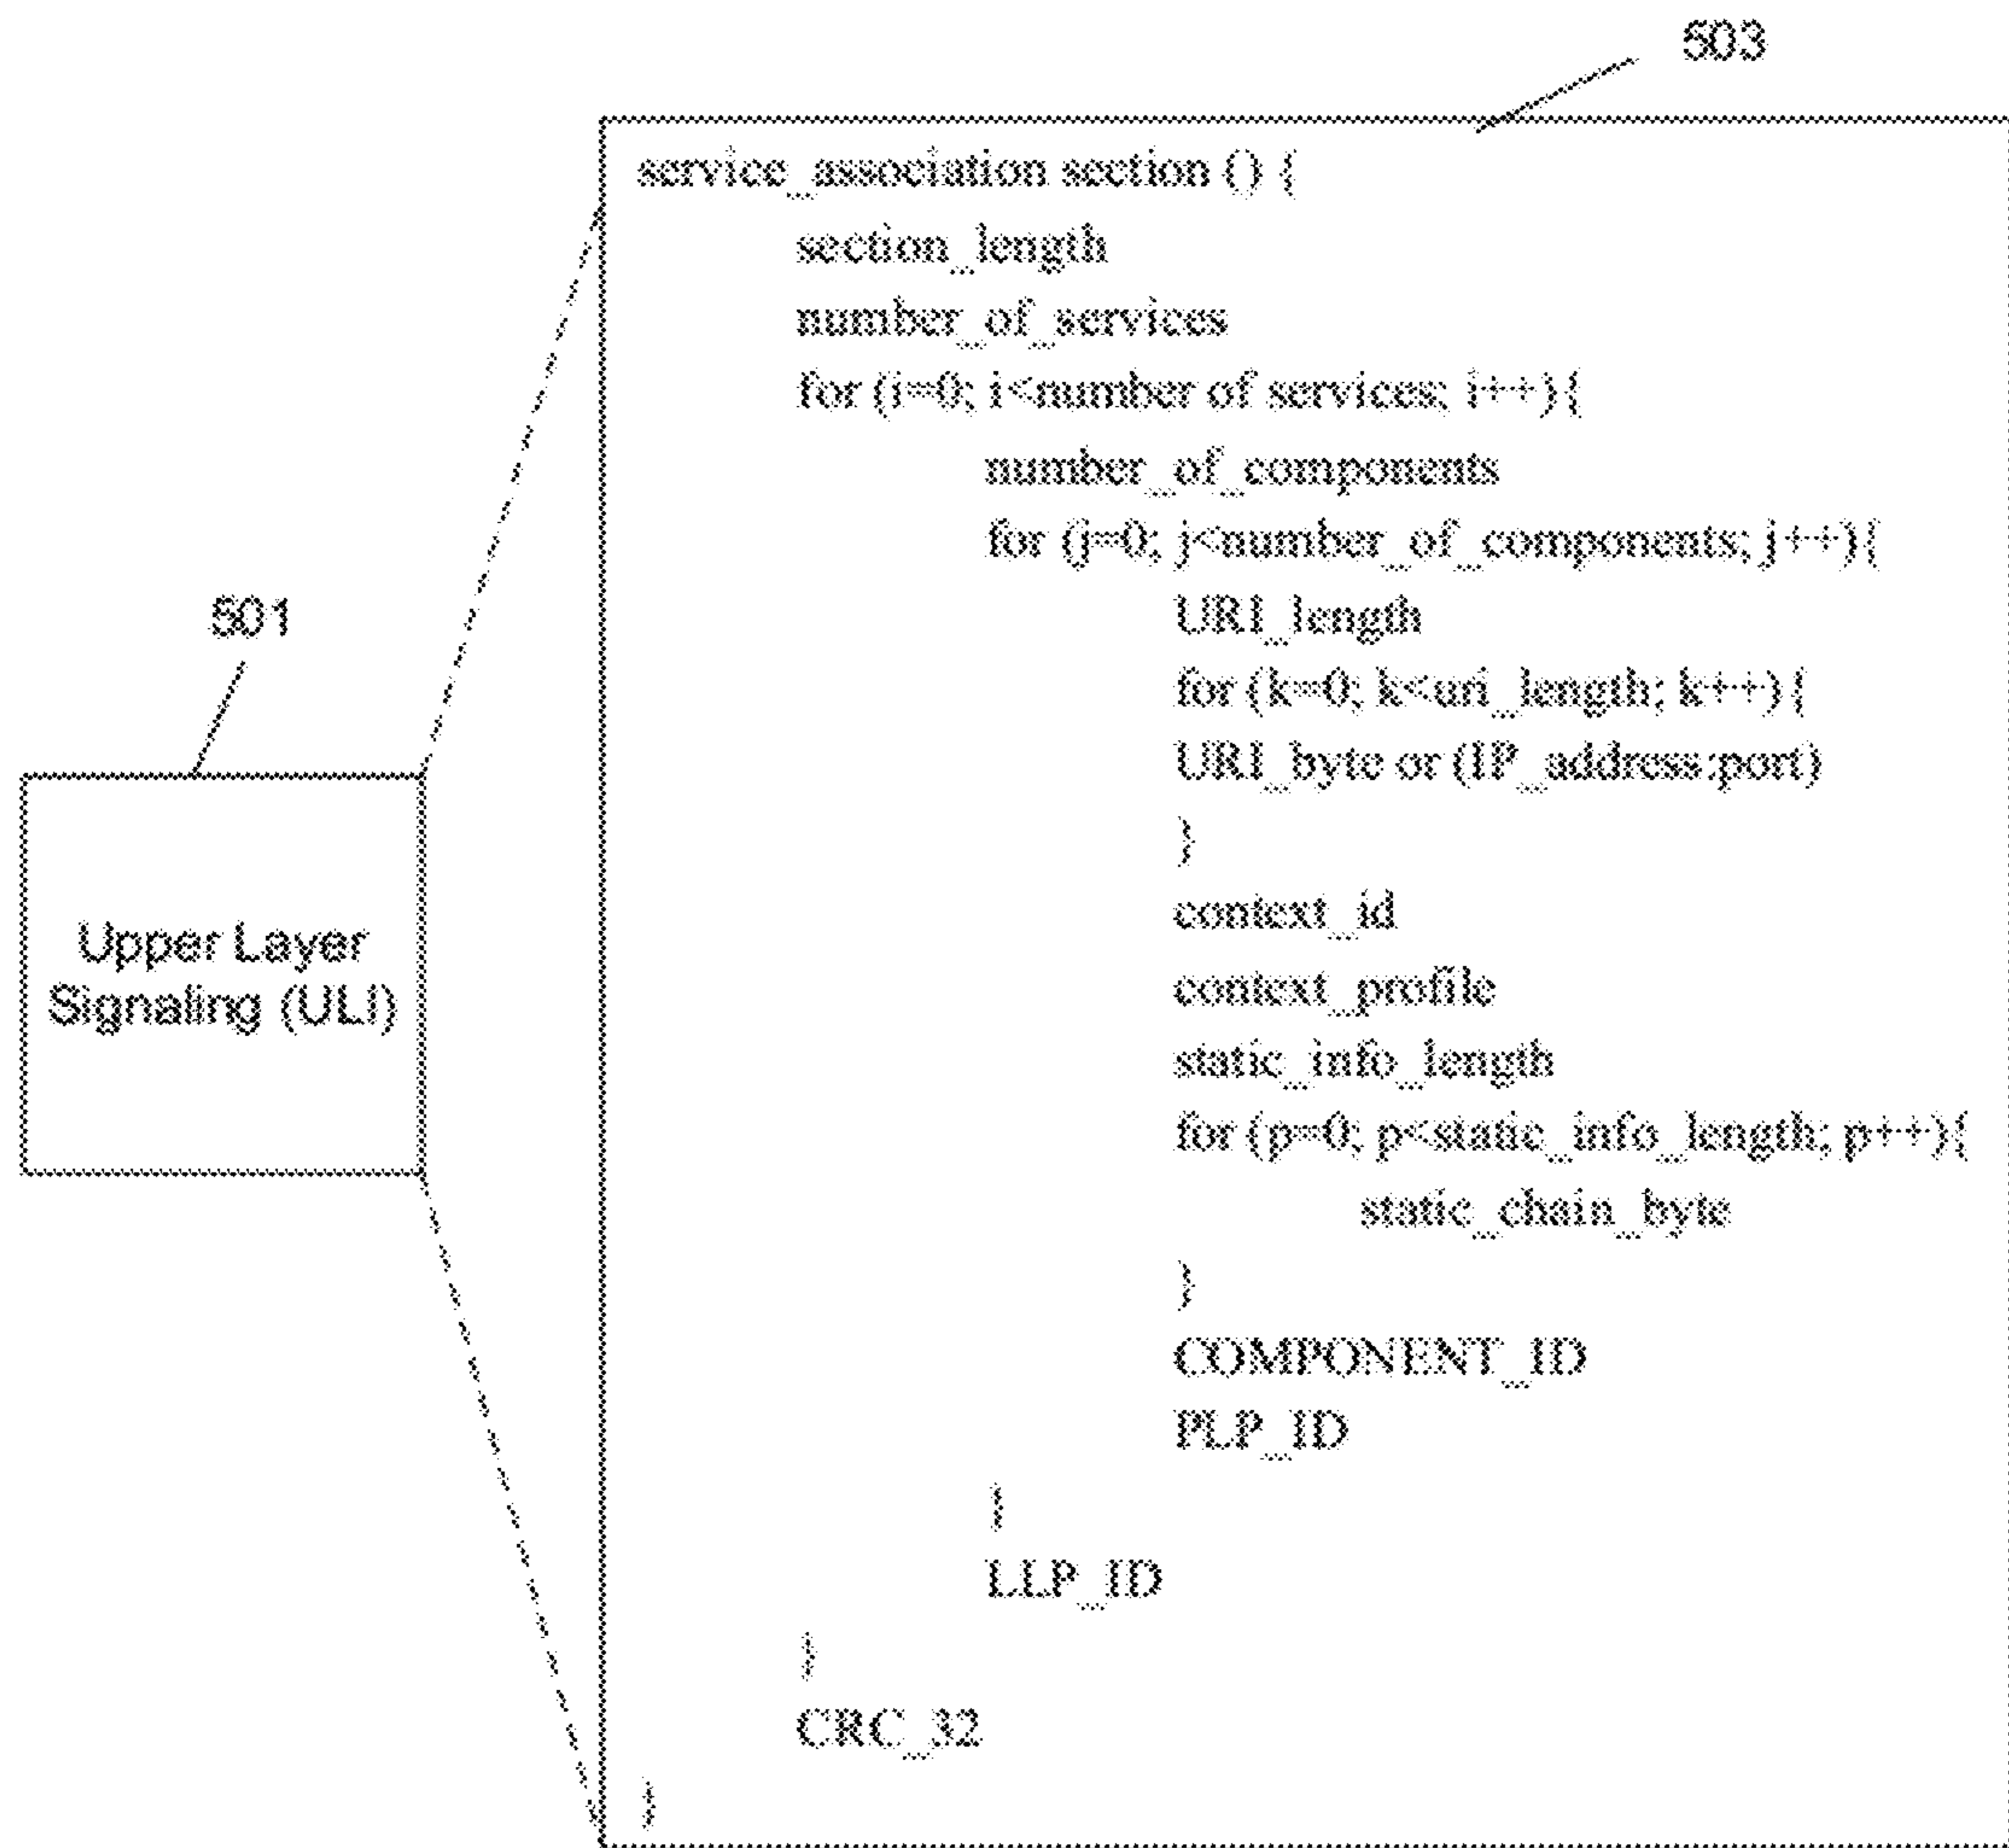 503
service_association section () {
section_length
number_of_services
for (i=0; i<number of services; i++){
number_of_components
for (j=0; j<number_of_components; j++){
URI_length
for (k=0; k<uri_length; k++){
URI_byte or (IP_address:port)
}
context_id
context_profile
static_info_length
for (p=0; p<static_info_length; p++){
static_chain_byte
}
COMPONENT_ID
PLP_ID
}
LLP_ID
}
CRC_32
}
501
Upper Layer
Signaling (ULI)